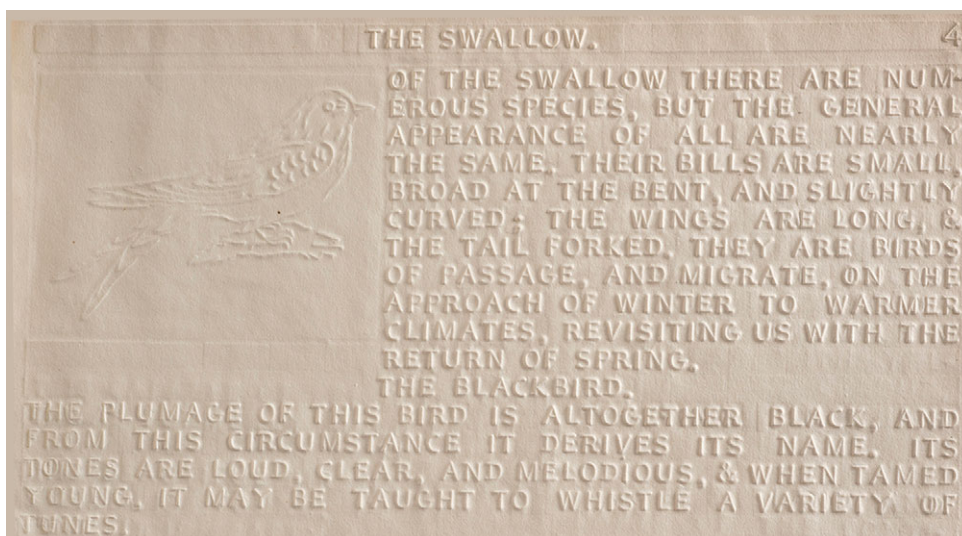 THE SWALLOW. 4
OF THE SWALLOW THERE ARE NUM-
EROUS SPECIES, BUT THE GENERAL
APPEARANCE OF ALL ARE NEARLY
THE SAME. THEIR BILLS ARE SMALL,
BROAD AT THE BENT, AND SLIGHTLY
CURVED; THE WINGS ARE LONG, &
THE TAIL FORKED. THEY ARE BIRDS
OF PASSAGE, AND MIGRATE, ON THE
APPROACH OF WINTER TO WARMER
CLIMATES, REVISITING US WITH THE
RETURN OF SPRING.
THE BLACKBIRD.
THE PLUMAGE OF THIS BIRD IS ALTOGETHER BLACK, AND
FROM THIS CIRCUMSTANCE IT DERIVES ITS NAME. ITS
TONES ARE LOUD, CLEAR, AND MELODIOUS, & WHEN TAMED
YOUNG, IT MAY BE TAUGHT TO WHISTLE A VARIETY OF
TUNES.